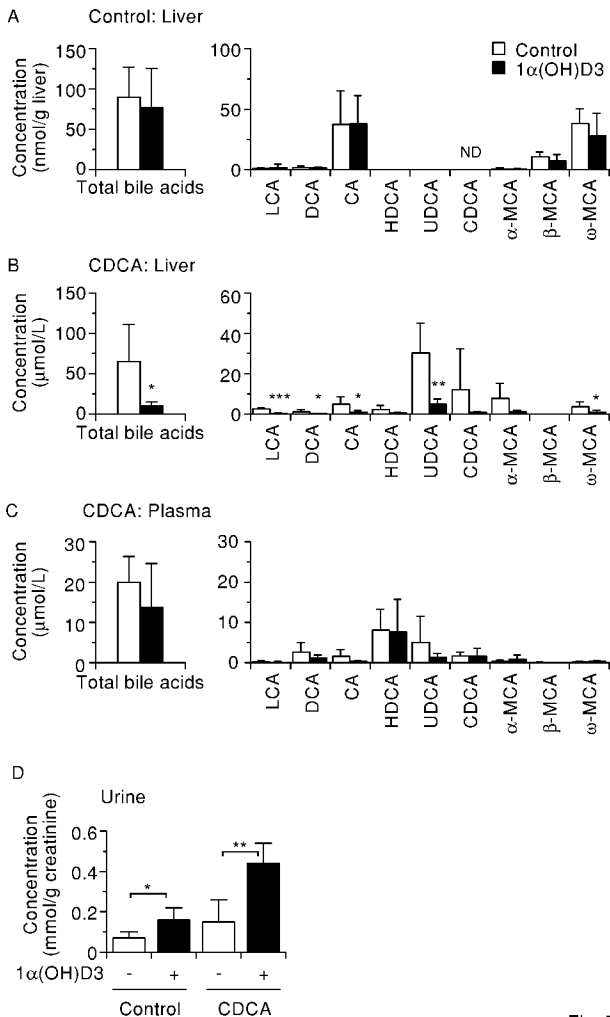 A Control: Liver
Concentration
(nmol/g liver)
150
100
75
50
25
0
Total bile acids
100
50
0
Control
1α(OH)D3
ND
LCA
DCA
CA
HDCA
UDCA
CDCA
α-MCA
β-MCA
ω-MCA
B CDCA: Liver
Concentration
(μmol/L)
150
100
75
50
0
*
Total bile acids
60
40
20
0
***
*
*
**
*
LCA
DCA
CA
HDCA
UDCA
CDCA
α-MCA
β-MCA
ω-MCA
C CDCA: Plasma
Concentration
(μmol/L)
30
20
10
0
Total bile acids
30
20
10
0
LCA
DCA
CA
HDCA
UDCA
CDCA
α-MCA
β-MCA
ω-MCA
D
Urine
Concentration
(mmol/g creatinine)
0.6
0.4
0.2
0
*
**
1α(OH)D3 - + - +
Control CDCA